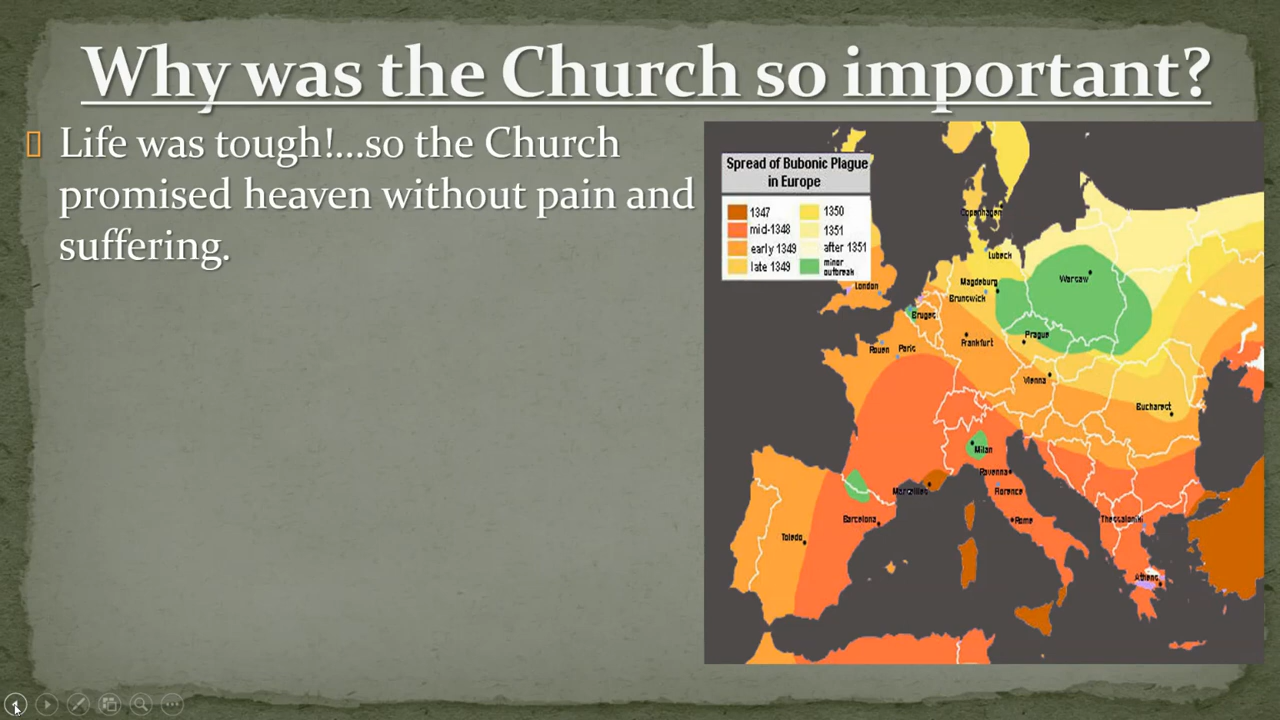 Why was the Church so important?
Life was tough!...so the Church
promised heaven without pain and
suffering.
Spread of Bubonic Plague
in Europe
1347
mid-1348
early 1349
late 1349
1350
1351
after 1351
minor
outbreak
Copenhagen
Lubeck
London
Magdeburg
Warsaw
Brunswick
Bruges
Prague
Frankfurt
Rouen
Paris
Vienna
Bucharest
Milan
Ravenna
Marseilles
Florence
Barcelona
Rome
Thessaloniki
Toledo
Athens